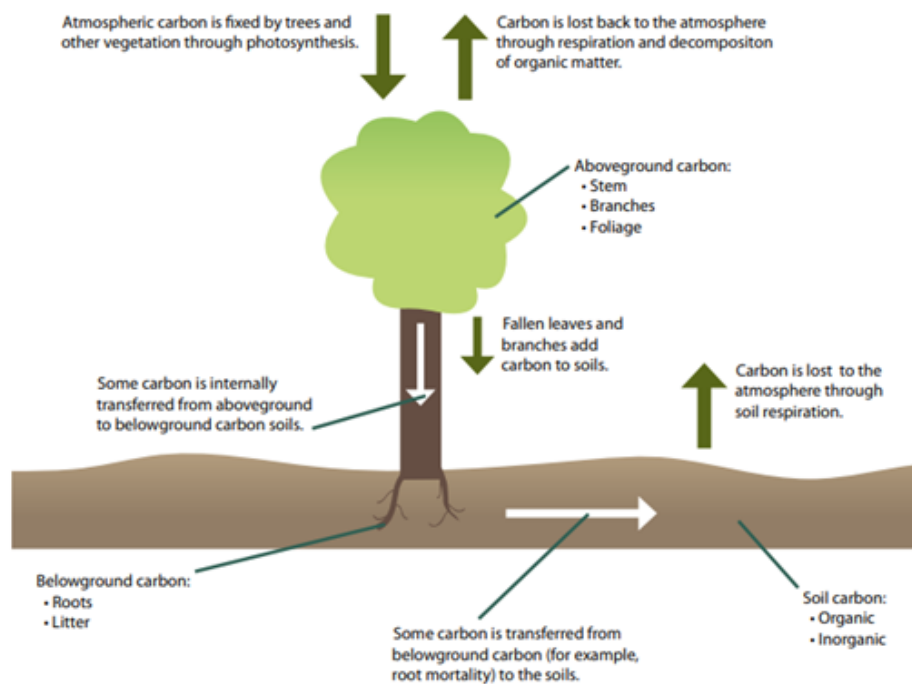 Atmospheric carbon is fixed by trees and
other vegetation through photosynthesis.
Carbon is lost back to the atmosphere
through respiration and decompositon
of organic matter.
Aboveground carbon:
• Stem
• Branches
• Foliage
Fallen leaves and
branches add
carbon to soils.
Carbon is lost to the
atmosphere through
soil respiration.
Some carbon is internally
transferred from aboveground
to belowground carbon soils.
Belowground carbon:
• Roots
• Litter
Some carbon is transferred from
belowground carbon (for example,
root mortality) to the soils.
Soil carbon:
• Organic
• Inorganic